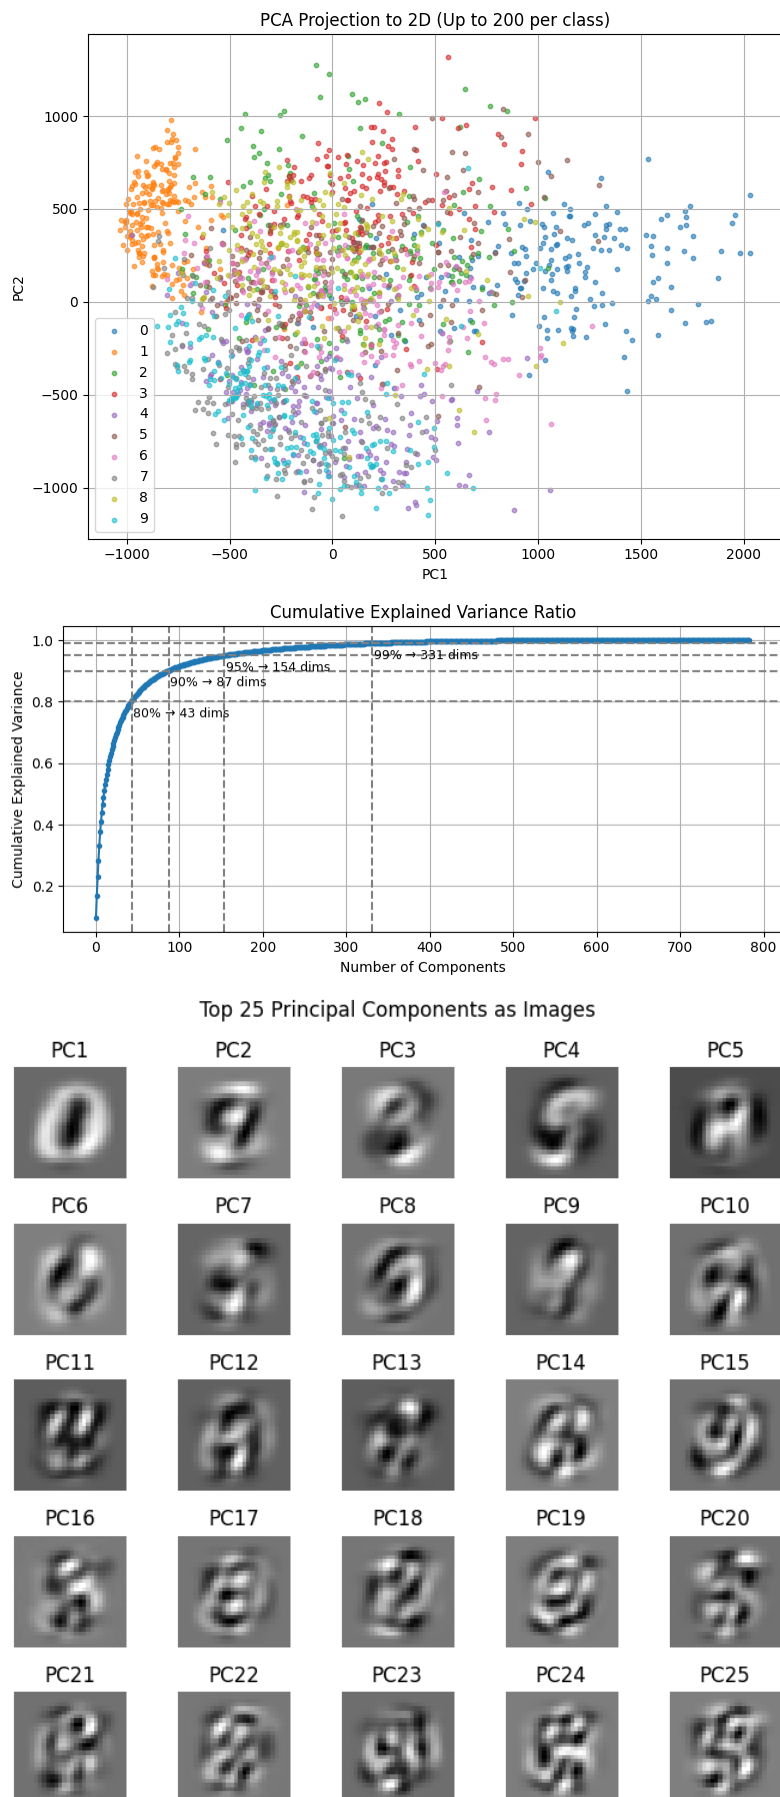 PCA Projection to 2D (Up to 200 per class)
1000
500
0
−500
−1000
PC2
0
1
2
3
4
5
6
7
8
9
−1000 −500 0 500 1000 1500 2000
PC1
Cumulative Explained Variance Ratio
1.0
0.8
0.6
0.4
0.2
Cumulative Explained Variance
99% → 331 dims
95% → 154 dims
90% → 87 dims
80% → 43 dims
0 100 200 300 400 500 600 700 800
Number of Components
Top 25 Principal Components as Images
PC1 PC2 PC3 PC4 PC5
PC6 PC7 PC8 PC9 PC10
PC11 PC12 PC13 PC14 PC15
PC16 PC17 PC18 PC19 PC20
PC21 PC22 PC23 PC24 PC25